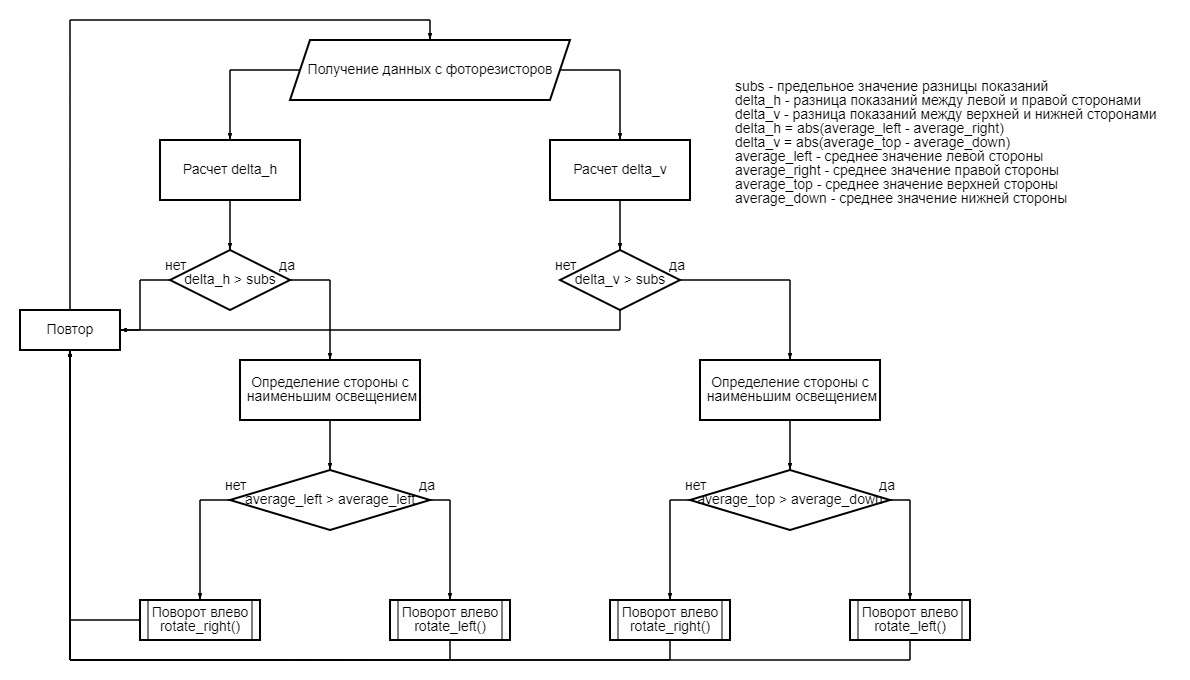 Получение данных с фоторезисторов
subs - предельное значение разницы показаний
delta_h - разница показаний между левой и правой сторонами
delta_v - разница показаний между верхней и нижней сторонами
delta_h = abs(average_left - average_right)
delta_v = abs(average_top - average_down)
average_left - среднее значение левой стороны
average_right - среднее значение правой стороны
average_top - среднее значение верхней стороны
average_down - среднее значение нижней стороны
Расчет delta_h
Расчет delta_v
нет
delta_h > subs
да
нет
delta_v > subs
да
Повтор
Определение стороны с
наименьшим освещением
Определение стороны с
наименьшим освещением
нет
average_left > average_left
да
нет
average_top > average_down
да
Поворот влево
rotate_right()
Поворот влево
rotate_left()
Поворот влево
rotate_right()
Поворот влево
rotate_left()